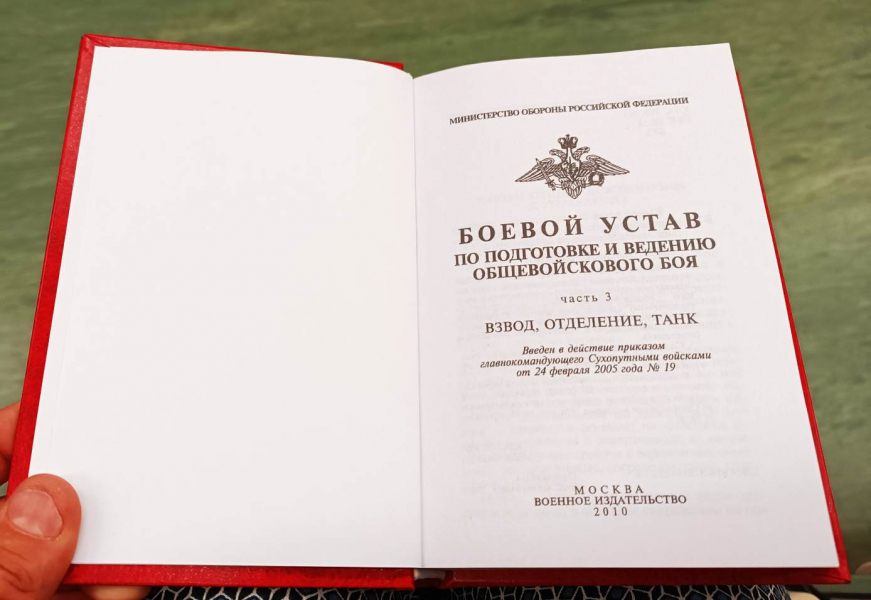 МИНИСТЕРСТВО ОБОРОНЫ РОССИЙСКОЙ ФЕДЕРАЦИИ
БОЕВОЙ УСТАВ
ПО ПОДГОТОВКЕ И ВЕДЕНИЮ
ОБЩЕВОЙСКОВОГО БОЯ
часть 3
ВЗВОД, ОТДЕЛЕНИЕ, ТАНК
Введен в действие приказом
главнокомандующего Сухопутными войсками
от 24 февраля 2005 года № 19
МОСКВА
ВОЕННОЕ ИЗДАТЕЛЬСТВО
2010